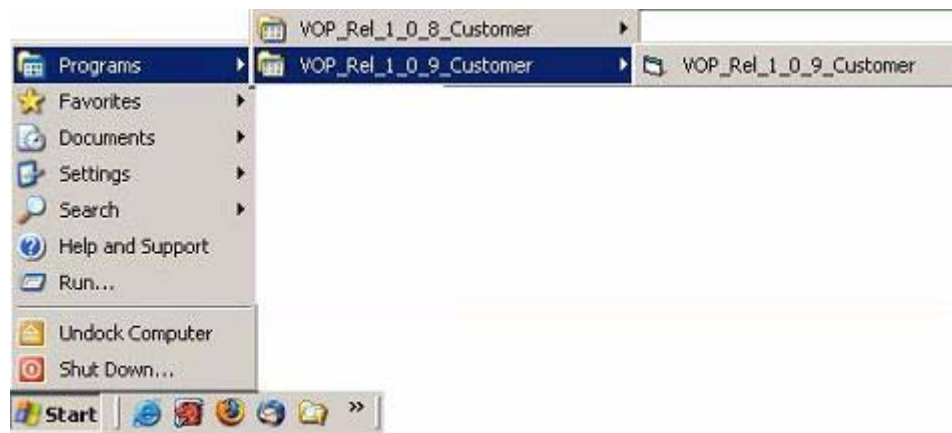 VOP_Rel_1_0_8_Customer
Programs
VOP_Rel_1_0_9_Customer
VOP_Rel_1_0_9_Customer
Favorites
Documents
Settings
Search
Help and Support
Run...
Undock Computer
Shut Down...
Start
»